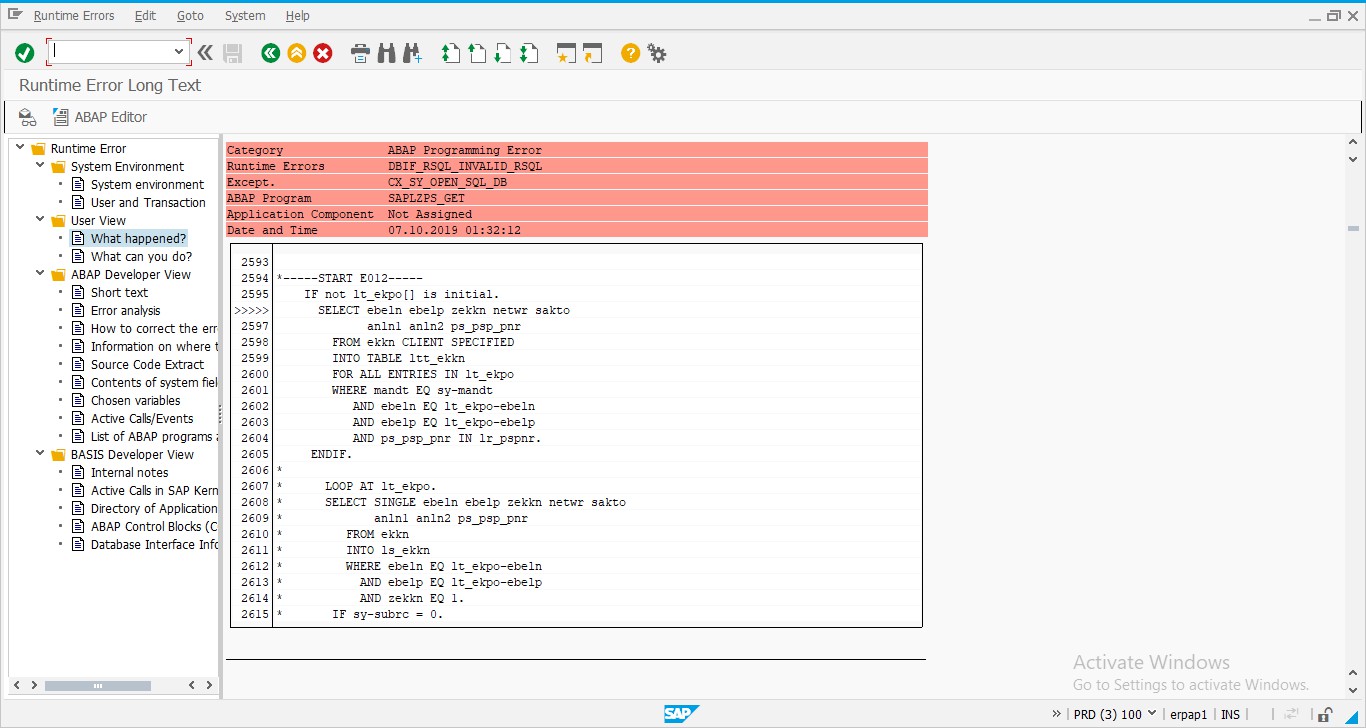 Runtime Errors Edit Goto System Help
Runtime Error Long Text
ABAP Editor
Runtime Error
System Environment
System environment
User and Transaction
User View
What happened?
What can you do?
ABAP Developer View
Short text
Error analysis
How to correct the err
Information on where t
Source Code Extract
Contents of system fiel
Chosen variables
Active Calls/Events
List of ABAP programs a
BASIS Developer View
Internal notes
Active Calls in SAP Kern
Directory of Application
ABAP Control Blocks (C
Database Interface Info
Category ABAP Programming Error
Runtime Errors DBIF_RSQL_INVALID_RSQL
Except. CX_SY_OPEN_SQL_DB
ABAP Program SAPLZPS_GET
Application Component Not Assigned
Date and Time 07.10.2019 01:32:12
2593
2594 *-----START E012-----
2595 IF not lt_ekpo[] is initial.
>>>>> SELECT ebeln ebelp zekkn netwr sakto
2597 anln1 anln2 ps_psp_pnr
2598 FROM ekkn CLIENT SPECIFIED
2599 INTO TABLE ltt_ekkn
2600 FOR ALL ENTRIES IN lt_ekpo
2601 WHERE mandt EQ sy-mandt
2602 AND ebeln EQ lt_ekpo-ebeln
2603 AND ebelp EQ lt_ekpo-ebelp
2604 AND ps_psp_pnr IN lr_pspnr.
2605 ENDIF.
2606 *
2607 * LOOP AT lt_ekpo.
2608 * SELECT SINGLE ebeln ebelp zekkn netwr sakto
2609 * anln1 anln2 ps_psp_pnr
2610 * FROM ekkn
2611 * INTO ls_ekkn
2612 * WHERE ebeln EQ lt_ekpo-ebeln
2613 * AND ebelp EQ lt_ekpo-ebelp
2614 * AND zekkn EQ 1.
2615 * IF sy-subrc = 0.
Activate Windows
Go to Settings to activate Windows.
SAP
PRD (3) 100 erpap1 INS